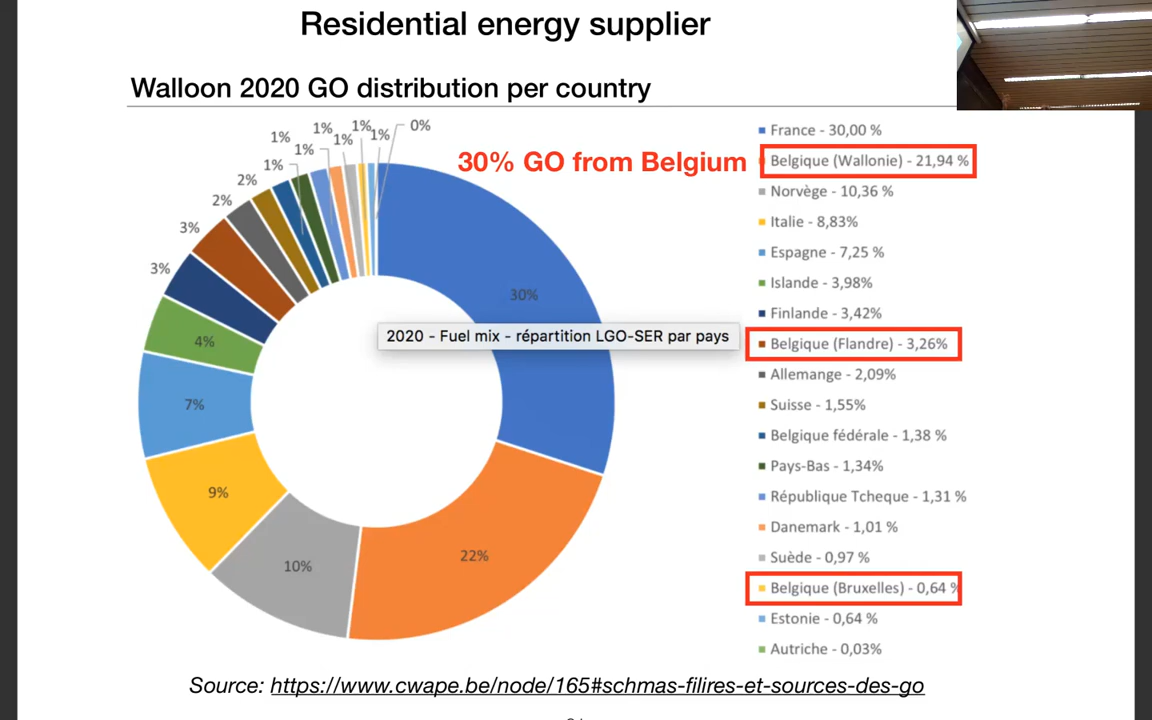 Residential energy supplier
Walloon 2020 GO distribution per country
30% GO from Belgium
0%
1%
1%
1%
1%
1%
1%
1%
2%
2%
3%
3%
4%
7%
9%
10%
22%
30%
2020 - Fuel mix - répartition LGO-SER par pays
France - 30,00 %
Belgique (Wallonie) - 21,94 %
Norvège - 10,36 %
Italie - 8,83%
Espagne - 7,25 %
Islande - 3,98%
Finlande - 3,42%
Belgique (Flandre) - 3,26%
Allemange - 2,09%
Suisse - 1,55%
Belgique fédérale - 1,38 %
Pays-Bas - 1,34%
République Tcheque - 1,31 %
Danemark - 1,01 %
Suède - 0,97 %
Belgique (Bruxelles) - 0,64 %
Estonie - 0,64 %
Autriche - 0,03%
Source: https://www.cwape.be/node/165#schmas-filires-et-sources-des-go